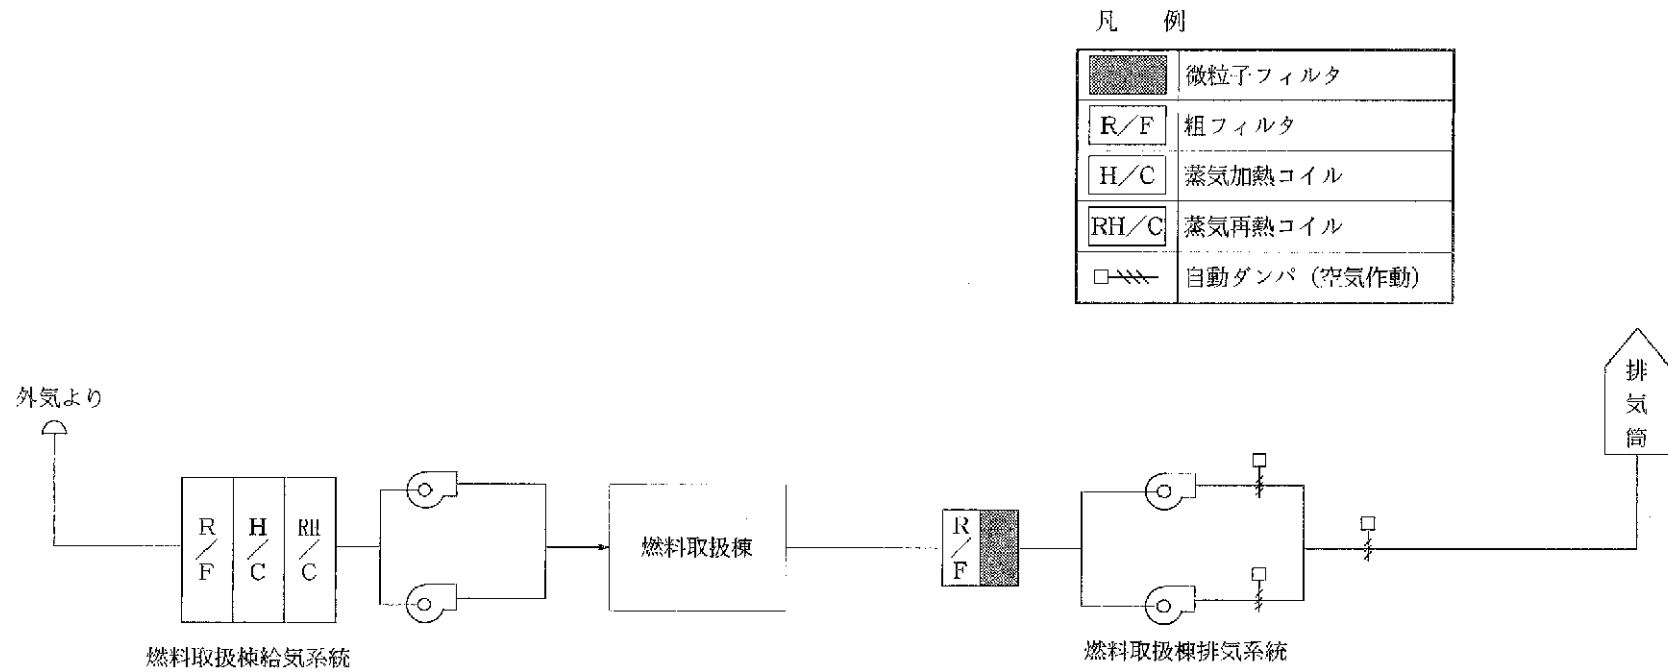 凡 例
微粒子フィルタ
R/F 粗フィルタ
H/C 蒸気加熱コイル
RH/C 蒸気再熱コイル
自動ダンパ (空気作動)
排気筒
外気より
R/F
H/C
RH/C
燃料取扱棟
R/F
燃料取扱棟給気系統
燃料取扱棟排気系統